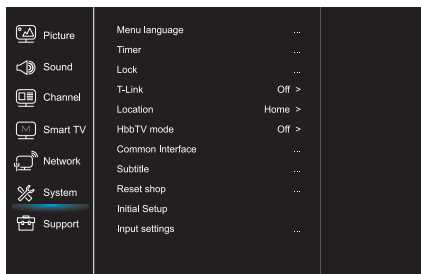 Picture
Sound
Channel
M
Smart TV
Network
System
Support
Menu language ...
Timer ...
Lock ...
T-Link Off >
Location Home >
HbbTV mode Off >
Common Interface ...
Subtitle ...
Reset shop ...
Initial Setup
Input settings ...